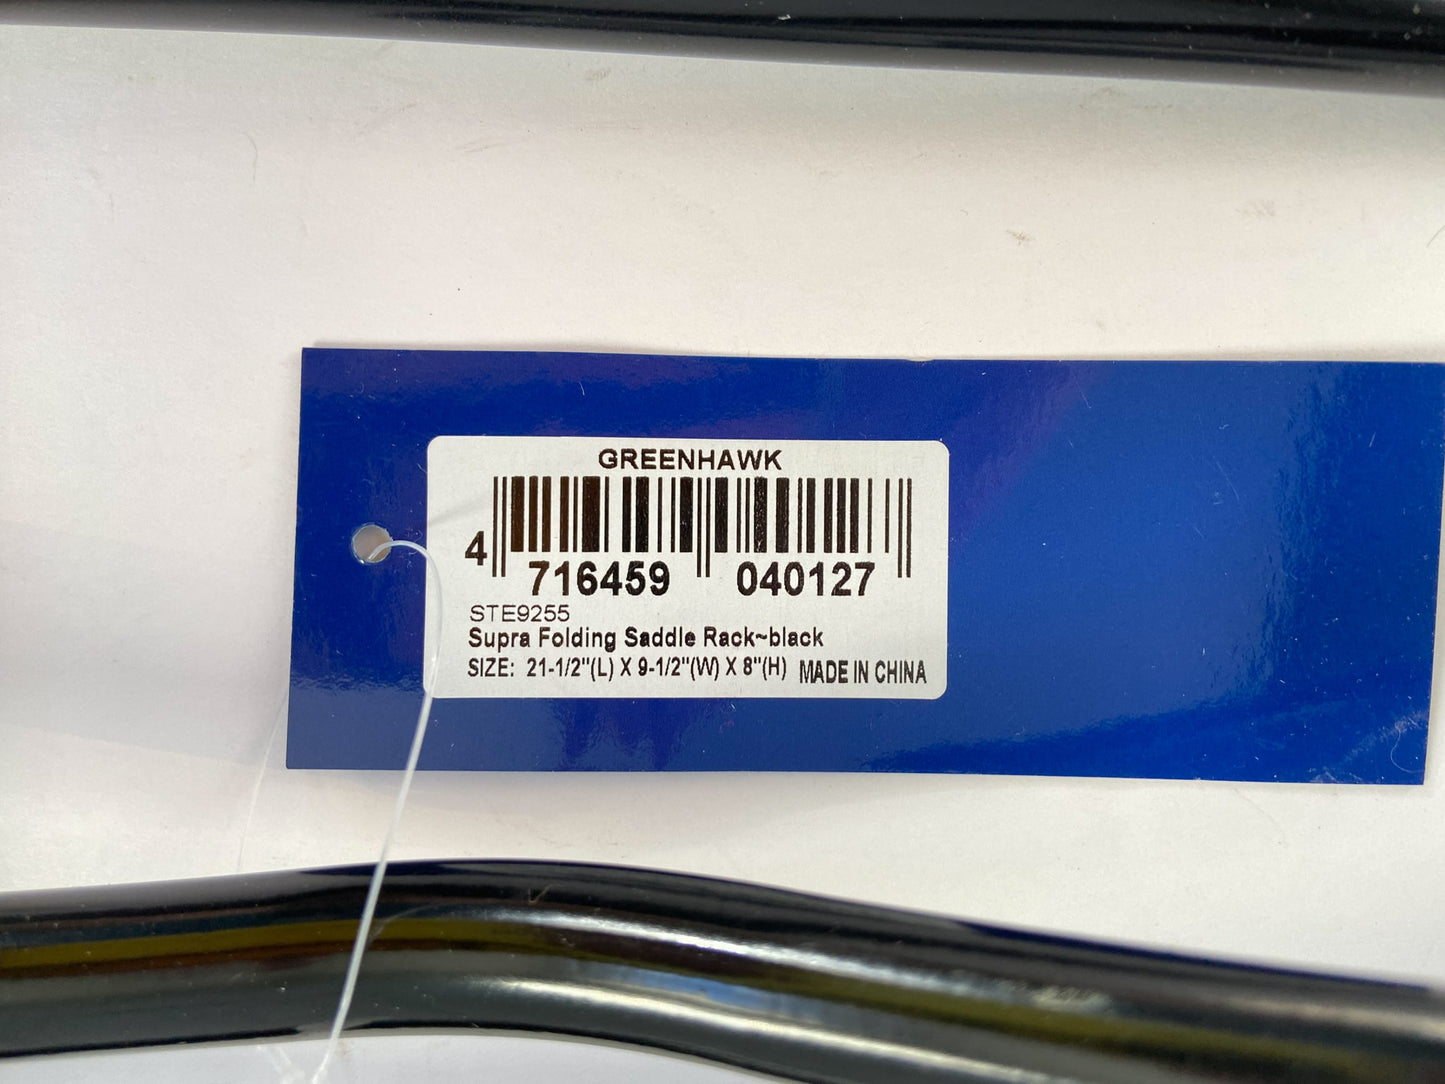 GREENHAWK
4 716459 040127
STE9255
Supra Folding Saddle Rack~black
SIZE: 21-1/2"(L) X 9-1/2"(W) X 8"(H) MADE IN CHINA